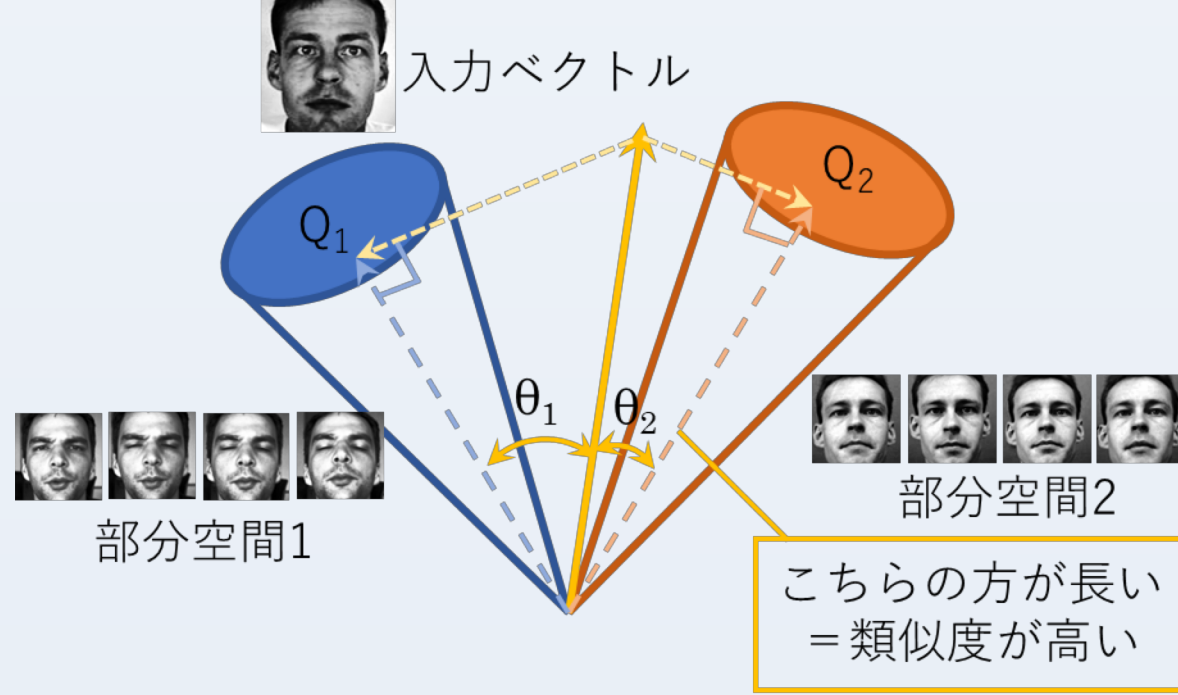 入力ベクトル
Q₁
Q₂
θ₁
θ₂
部分空間1
部分空間2
こちらの方が長い
＝類似度が高い